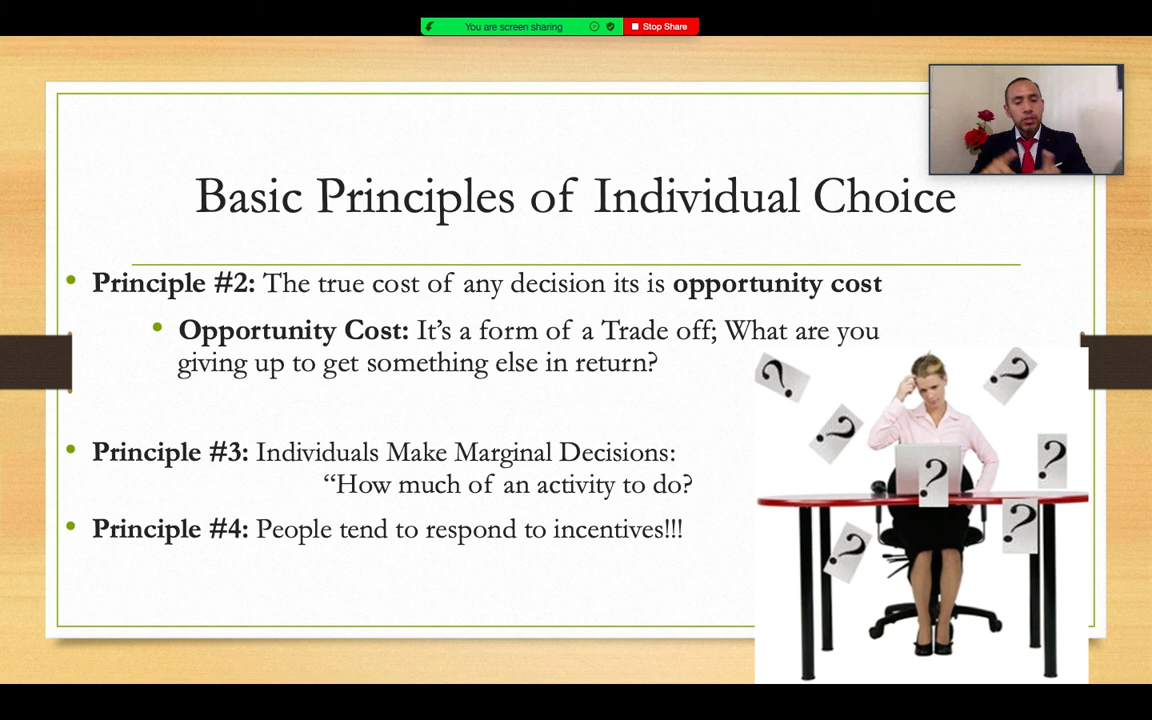 You are screen sharing
Stop Share
Basic Principles of Individual Choice
• Principle #2: The true cost of any decision its is opportunity cost
• Opportunity Cost: It’s a form of a Trade off; What are you
giving up to get something else in return?
• Principle #3: Individuals Make Marginal Decisions:
“How much of an activity to do?
• Principle #4: People tend to respond to incentives!!!
?
?
?
?
?
?
?